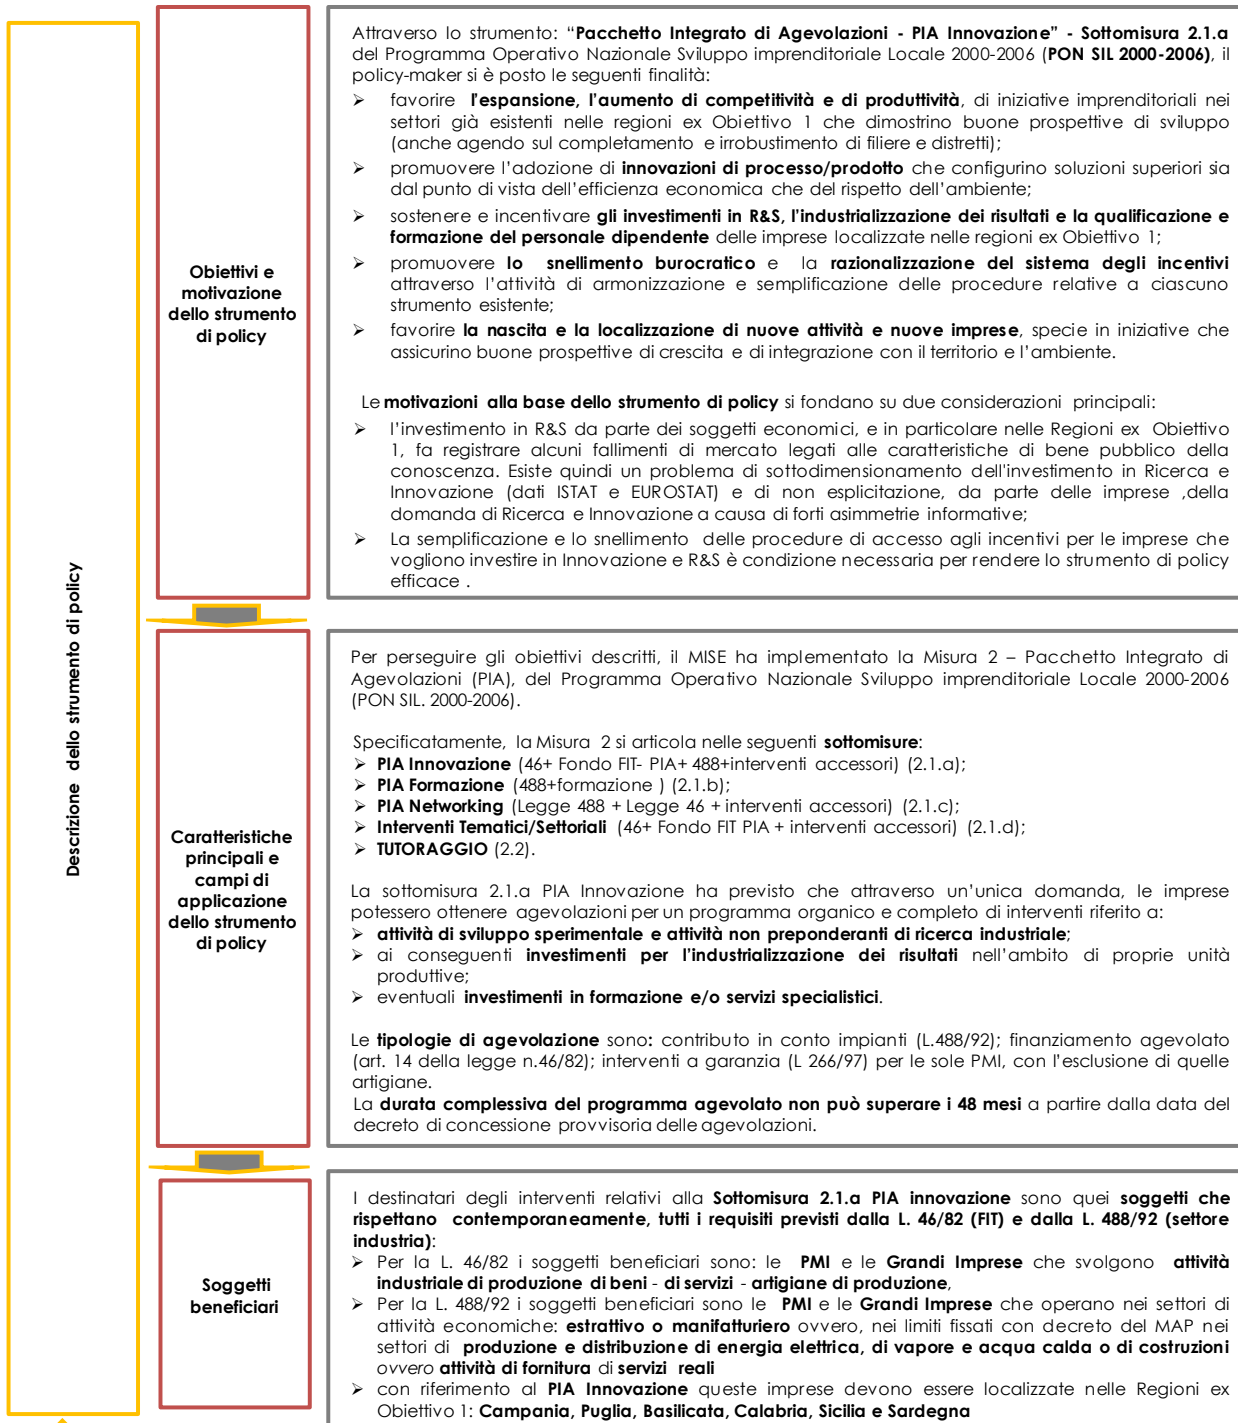 Descrizione dello strumento di policy
Obiettivi e
motivazione
dello strumento
di policy
Attraverso lo strumento: “Pacchetto Integrato di Agevolazioni - PIA Innovazione” - Sottomisura 2.1.a
del Programma Operativo Nazionale Sviluppo imprenditoriale Locale 2000-2006 (PON SIL 2000-2006), il
policy-maker si è posto le seguenti finalità:
➢ favorire l'espansione, l’aumento di competitività e di produttività, di iniziative imprenditoriali nei
settori già esistenti nelle regioni ex Obiettivo 1 che dimostrino buone prospettive di sviluppo
(anche agendo sul completamento e irrobustimento di filiere e distretti);
➢ promuovere l’adozione di innovazioni di processo/prodotto che configurino soluzioni superiori sia
dal punto di vista dell’efficienza economica che del rispetto dell’ambiente;
➢ sostenere e incentivare gli investimenti in R&S, l’industrializzazione dei risultati e la qualificazione e
formazione del personale dipendente delle imprese localizzate nelle regioni ex Obiettivo 1;
➢ promuovere lo snellimento burocratico e la razionalizzazione del sistema degli incentivi
attraverso l’attività di armonizzazione e semplificazione delle procedure relative a ciascuno
strumento esistente;
➢ favorire la nascita e la localizzazione di nuove attività e nuove imprese, specie in iniziative che
assicurino buone prospettive di crescita e di integrazione con il territorio e l’ambiente.
Le motivazioni alla base dello strumento di policy si fondano su due considerazioni principali:
➢ l’investimento in R&S da parte dei soggetti economici, e in particolare nelle Regioni ex Obiettivo
1, fa registrare alcuni fallimenti di mercato legati alle caratteristiche di bene pubblico della
conoscenza. Esiste quindi un problema di sottodimensionamento dell'investimento in Ricerca e
Innovazione (dati ISTAT e EUROSTAT) e di non esplicitazione, da parte delle imprese ,della
domanda di Ricerca e Innovazione a causa di forti asimmetrie informative;
➢ La semplificazione e lo snellimento delle procedure di accesso agli incentivi per le imprese che
vogliono investire in Innovazione e R&S è condizione necessaria per rendere lo strumento di policy
efficace .
Caratteristiche
principali e
campi di
applicazione
dello strumento
di policy
Per perseguire gli obiettivi descritti, il MISE ha implementato la Misura 2 – Pacchetto Integrato di
Agevolazioni (PIA), del Programma Operativo Nazionale Sviluppo imprenditoriale Locale 2000-2006
(PON SIL. 2000-2006).
Specificatamente, la Misura 2 si articola nelle seguenti sottomisure:
➢ PIA Innovazione (46+ Fondo FIT- PIA+ 488+interventi accessori) (2.1.a);
➢ PIA Formazione (488+formazione ) (2.1.b);
➢ PIA Networking (Legge 488 + Legge 46 + interventi accessori) (2.1.c);
➢ Interventi Tematici/Settoriali (46+ Fondo FIT PIA + interventi accessori) (2.1.d);
➢ TUTORAGGIO (2.2).
La sottomisura 2.1.a PIA Innovazione ha previsto che attraverso un’unica domanda, le imprese
potessero ottenere agevolazioni per un programma organico e completo di interventi riferito a:
➢ attività di sviluppo sperimentale e attività non preponderanti di ricerca industriale;
➢ ai conseguenti investimenti per l'industrializzazione dei risultati nell’ambito di proprie unità
produttive;
➢ eventuali investimenti in formazione e/o servizi specialistici.
Le tipologie di agevolazione sono: contributo in conto impianti (L.488/92); finanziamento agevolato
(art. 14 della legge n.46/82); interventi a garanzia (L 266/97) per le sole PMI, con l’esclusione di quelle
artigiane.
La durata complessiva del programma agevolato non può superare i 48 mesi a partire dalla data del
decreto di concessione provvisoria delle agevolazioni.
Soggetti
beneficiari
I destinatari degli interventi relativi alla Sottomisura 2.1.a PIA innovazione sono quei soggetti che
rispettano contemporaneamente, tutti i requisiti previsti dalla L. 46/82 (FIT) e dalla L. 488/92 (settore
industria):
➢ Per la L. 46/82 i soggetti beneficiari sono: le PMI e le Grandi Imprese che svolgono attività
industriale di produzione di beni - di servizi - artigiane di produzione,
➢ Per la L. 488/92 i soggetti beneficiari sono le PMI e le Grandi Imprese che operano nei settori di
attività economiche: estrattivo o manifatturiero ovvero, nei limiti fissati con decreto del MAP nei
settori di produzione e distribuzione di energia elettrica, di vapore e acqua calda o di costruzioni
ovvero attività di fornitura di servizi reali
➢ con riferimento al PIA Innovazione queste imprese devono essere localizzate nelle Regioni ex
Obiettivo 1: Campania, Puglia, Basilicata, Calabria, Sicilia e Sardegna